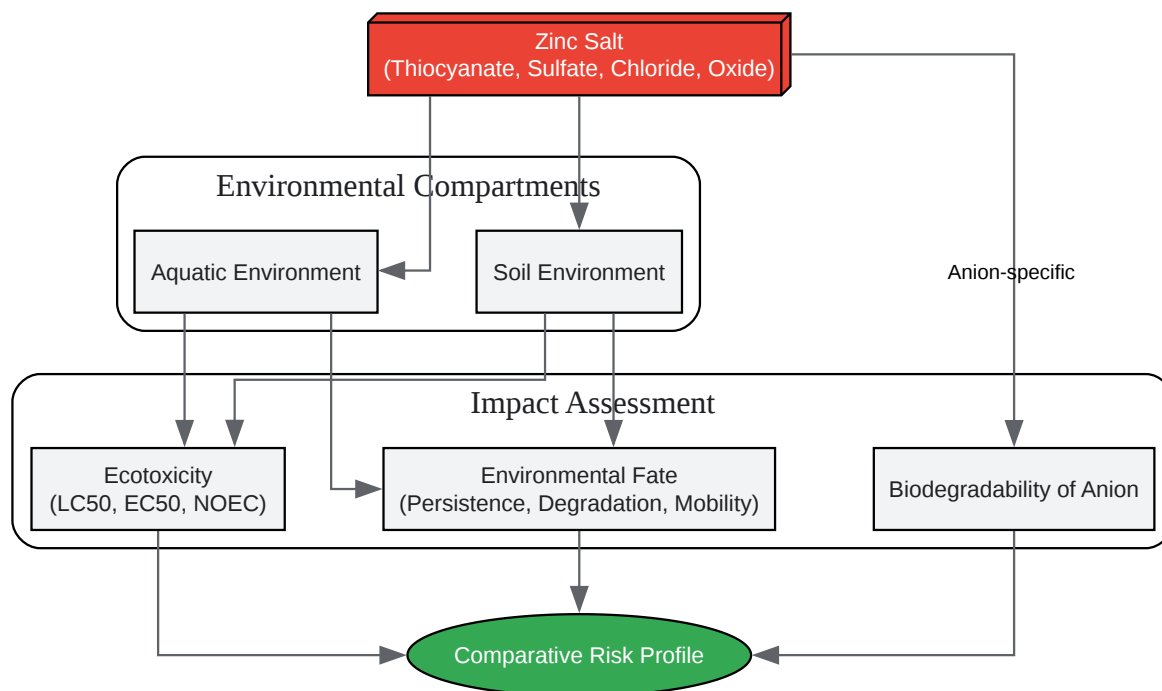 Zinc Salt
(Thiocyanate, Sulfate, Chloride, Oxide)
Environmental Compartments
Aquatic Environment
Soil Environment
Anion-specific
Impact Assessment
Ecotoxicity
(LC50, EC50, NOEC)
Environmental Fate
(Persistence, Degradation, Mobility)
Biodegradability of Anion
Comparative Risk Profile